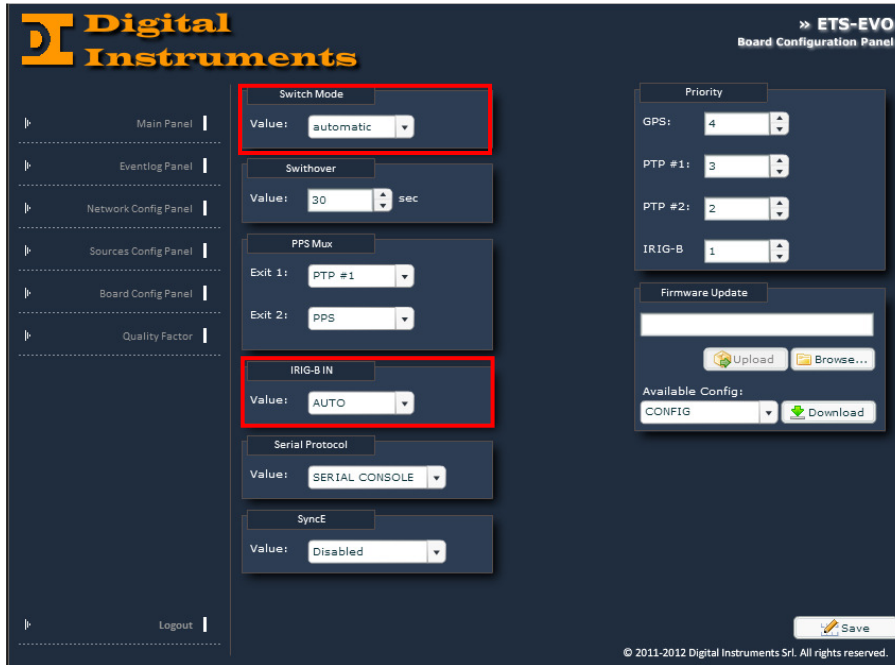 Digital
Instruments
» ETS-EVO
Board Configuration Panel
Main Panel
Eventlog Panel
Network Config Panel
Sources Config Panel
Board Config Panel
Quality Factor
Logout
Switch Mode
Value: automatic
Swithover
Value: 30 sec
PPS Mux
Exit 1: PTP #1
Exit 2: PPS
IRIG-B IN
Value: AUTO
Serial Protocol
Value: SERIAL CONSOLE
SyncE
Value: Disabled
Priority
GPS: 4
PTP #1: 3
PTP #2: 2
IRIG-B 1
Firmware Update
Upload Browse...
Available Config:
CONFIG Download
Save
© 2011-2012 Digital Instruments Srl. All rights reserved.